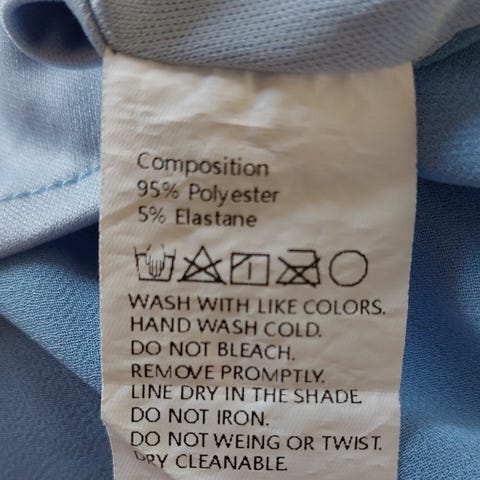 Composition
95% Polyester
5% Elastane
WASH WITH LIKE COLORS.
HAND WASH COLD.
DO NOT BLEACH.
REMOVE PROMPTLY.
LINE DRY IN THE SHADE
DO NOT IRON.
DO NOT WEING OR TWIST.
DRY CLEANABLE.